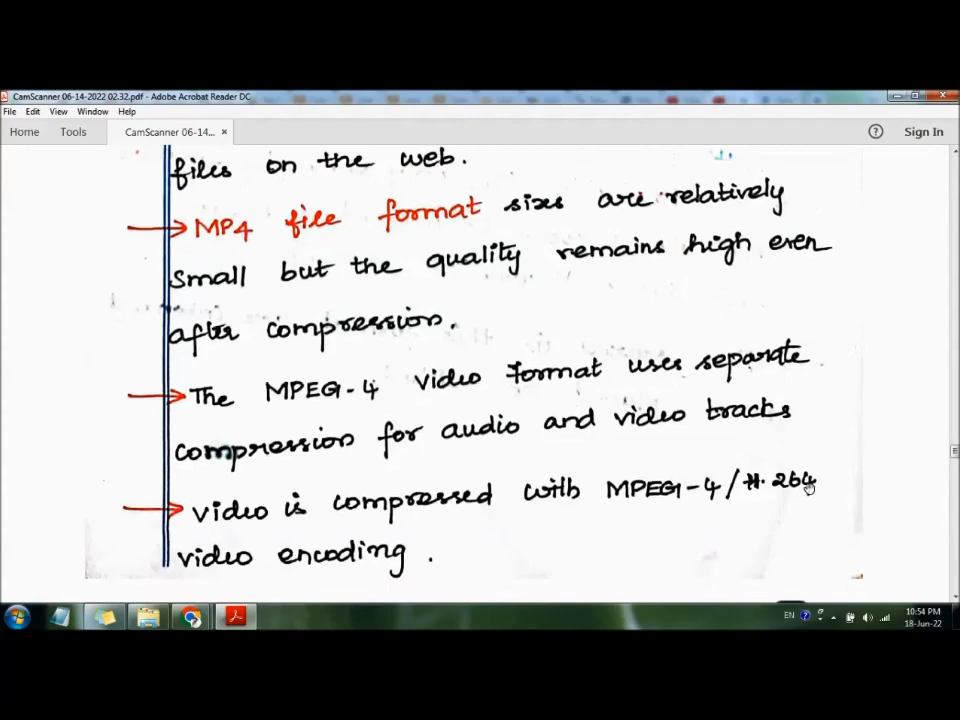 CamScanner 06-14-2022 02.32.pdf - Adobe Acrobat Reader DC
File Edit View Window Help
Home Tools CamScanner 06-14... × ? Sign In
files on the web.
MP4 file format sizes are relatively
small but the quality remains high even
after compression.
The MPEG-4 video format uses separate
compression for audio and video tracks
video is compressed with MPEG-4/H.264
video encoding.
EN ? 10:54 PM
18-Jun-22